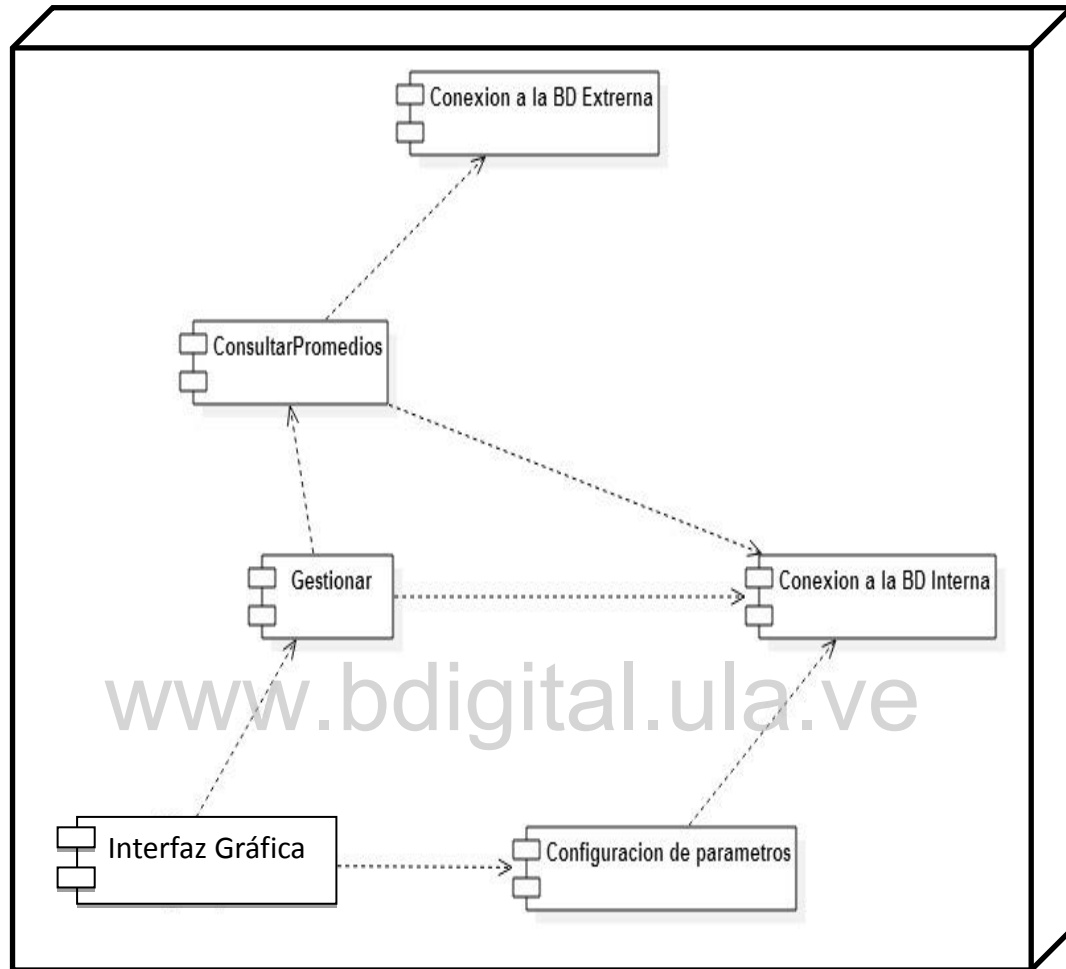 Conexion a la BD Extrerna
ConsultarPromedios
Gestionar
Conexion a la BD Interna
www.bdigital.ula.ve
Interfaz Gráfica
Configuracion de parametros